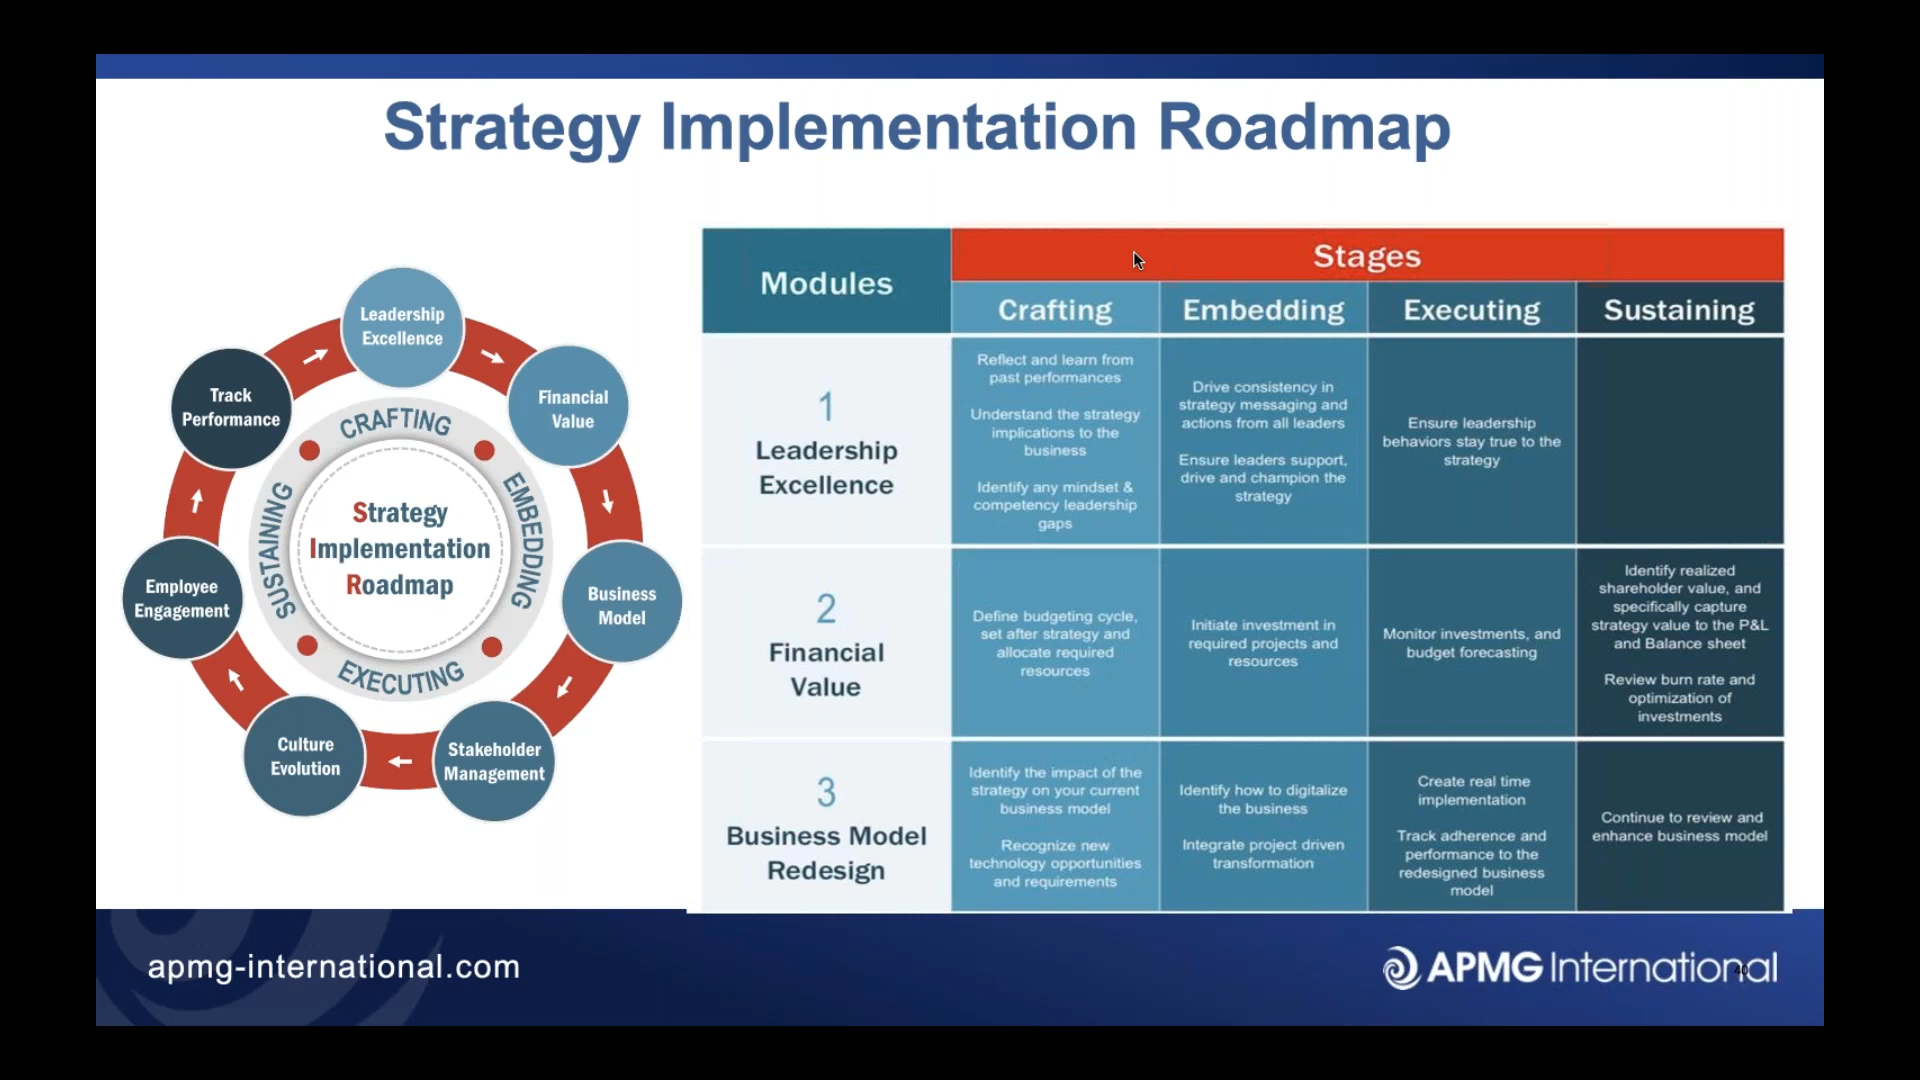 Strategy Implementation Roadmap
Leadership
Excellence
Financial
Value
Business
Model
Stakeholder
Management
Culture
Evolution
Employee
Engagement
Track
Performance
CRAFTING
EMBEDDING
EXECUTING
SUSTAINING
Strategy
Implementation
Roadmap
Modules
Stages
Crafting
Embedding
Executing
Sustaining
1
Leadership
Excellence
Reflect and learn from
past performances
Understand the strategy
implications to the
business
Identify any mindset &
competency leadership
gaps
Drive consistency in
strategy messaging and
actions from all leaders
Ensure leaders support,
drive and champion the
strategy
Ensure leadership
behaviors stay true to the
strategy
2
Financial
Value
Define budgeting cycle,
set after strategy and
allocate required
resources
Initiate investment in
required projects and
resources
Monitor investments, and
budget forecasting
Identify realized
shareholder value, and
specifically capture
strategy value to the P&L
and Balance sheet
Review burn rate and
optimization of
investments
3
Business Model
Redesign
Identify the impact of the
strategy on your current
business model
Recognize new
technology opportunities
and requirements
Identify how to digitalize
the business
Integrate project driven
transformation
Create real time
implementation
Track adherence and
performance to the
redesigned business
model
Continue to review and
enhance business model
apmg-international.com
APMG International
40